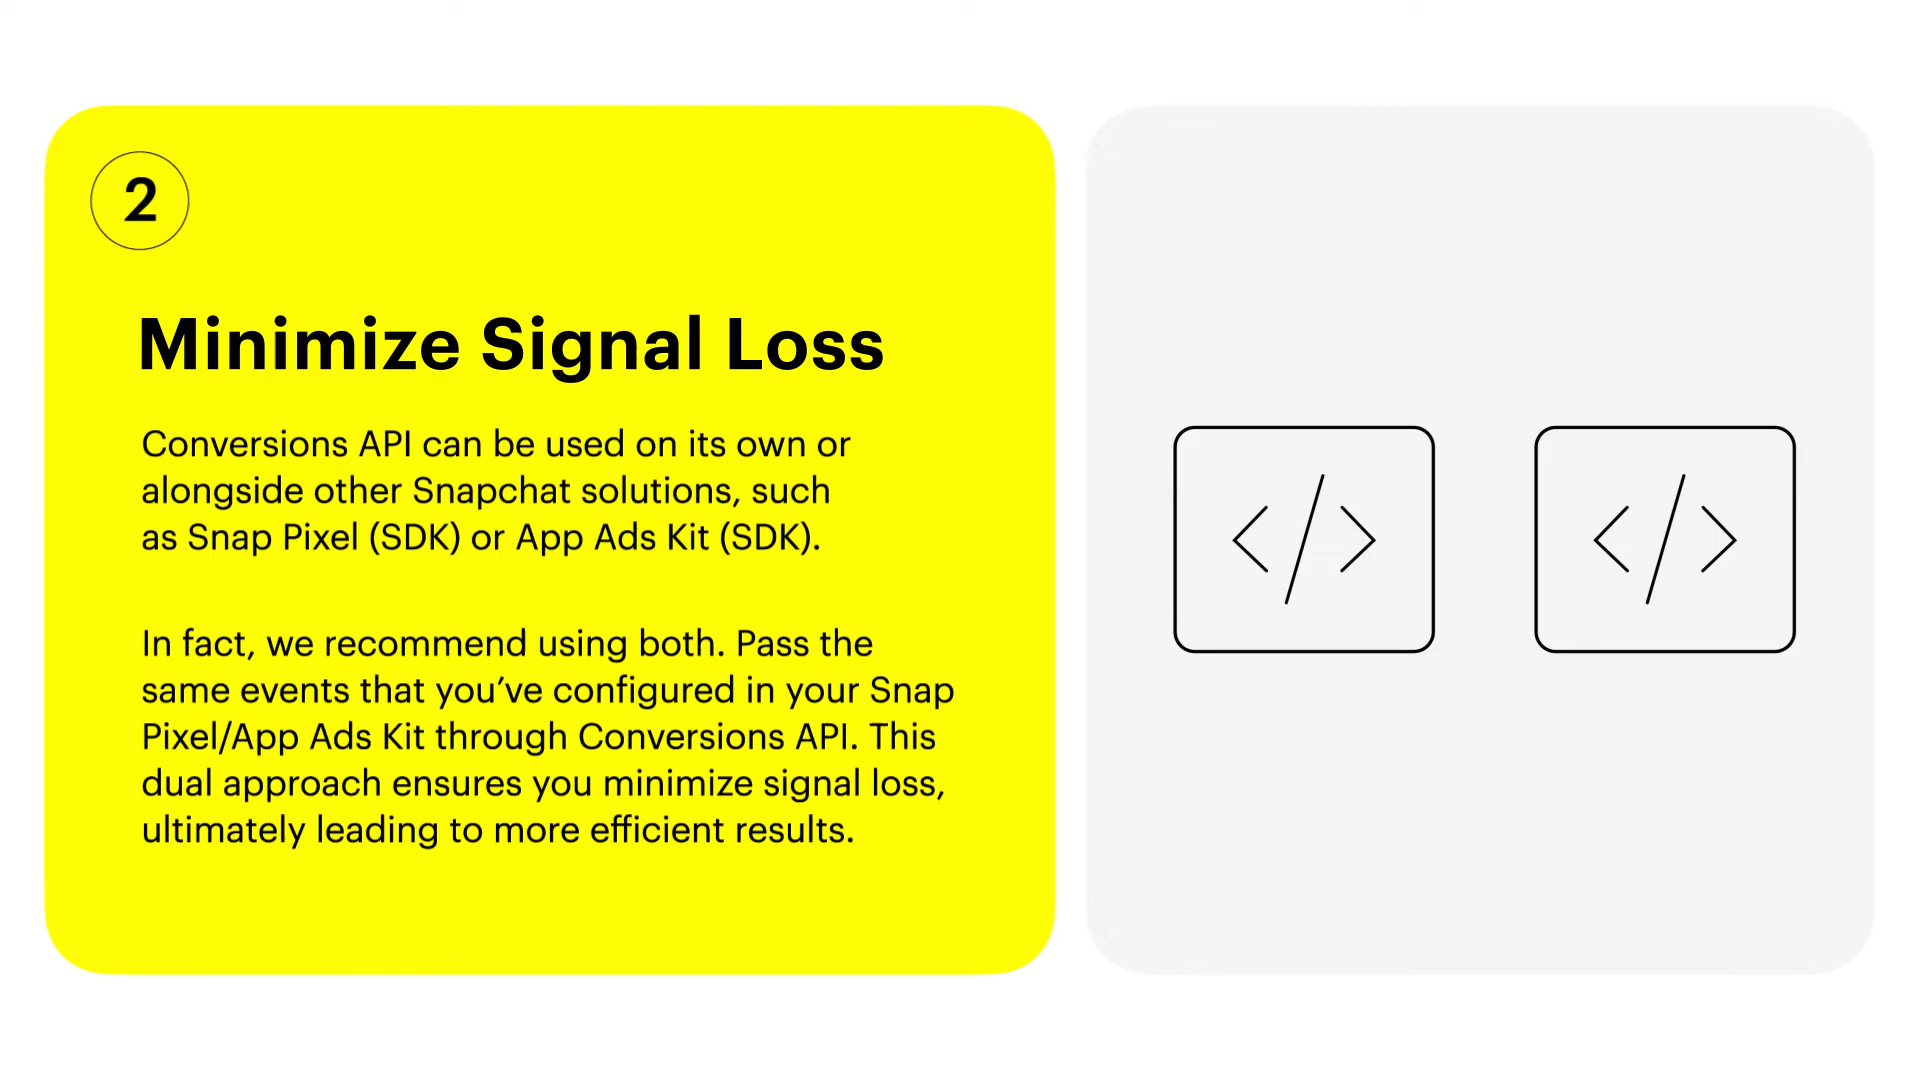 2
Minimize Signal Loss
Conversions API can be used on its own or
alongside other Snapchat solutions, such
as Snap Pixel (SDK) or App Ads Kit (SDK).
In fact, we recommend using both. Pass the
same events that you’ve configured in your Snap
Pixel/App Ads Kit through Conversions API. This
dual approach ensures you minimize signal loss,
ultimately leading to more efficient results.